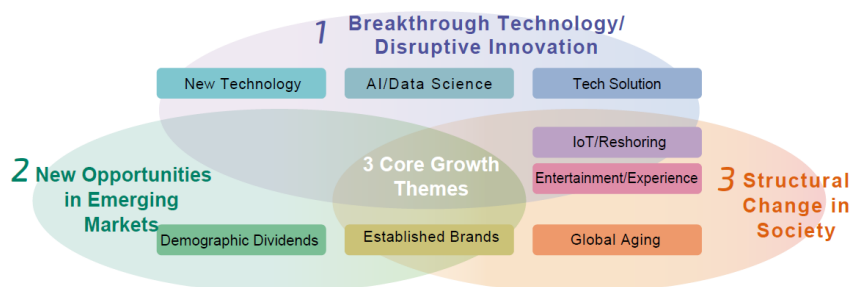 1 Breakthrough Technology/
Disruptive Innovation
New Technology
AI/Data Science
Tech Solution
IoT/Reshoring
3 Core Growth
Themes
Entertainment/Experience
2 New Opportunities
in Emerging
Markets
3 Structural
Change in
Society
Demographic Dividends
Established Brands
Global Aging